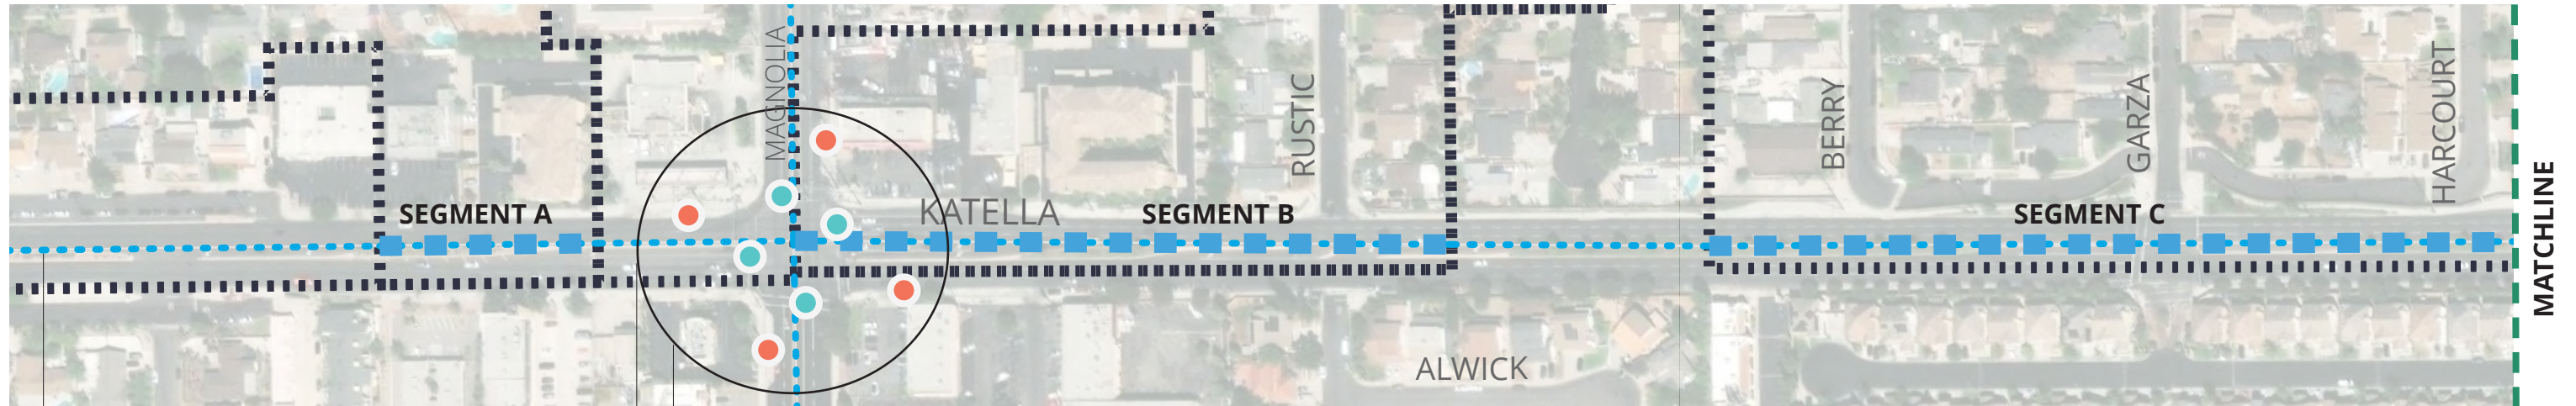 MAGNOLIA
RUSTIC
BERRY
GARZA
HARCOURT
SEGMENT A
KATELLA
SEGMENT B
SEGMENT C
MATCHLINE
ALWICK